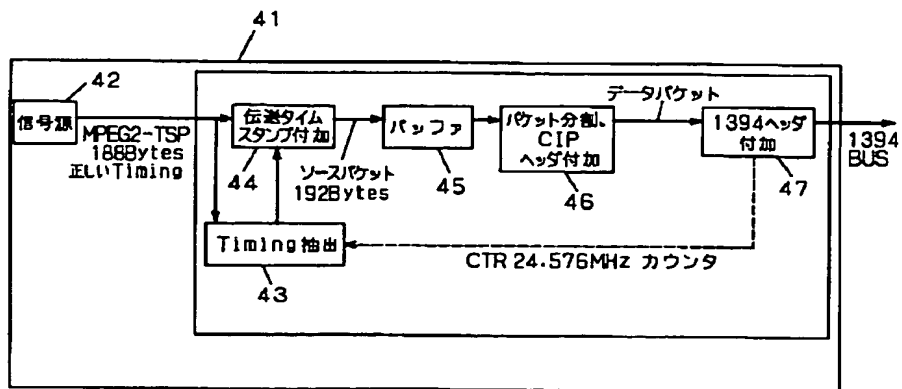 41
42
信号源
MPEG2-TSP
188Bytes
正しいTiming
伝送タイム
スタンプ付加
44
ソースパケット
192Bytes
バッファ
45
パケット分割、
CIP
ヘッダ付加
46
データパケット
1394ヘッダ
付加
47
1394
BUS
Timing抽出
43
CTR 24.576MHz カウンタ